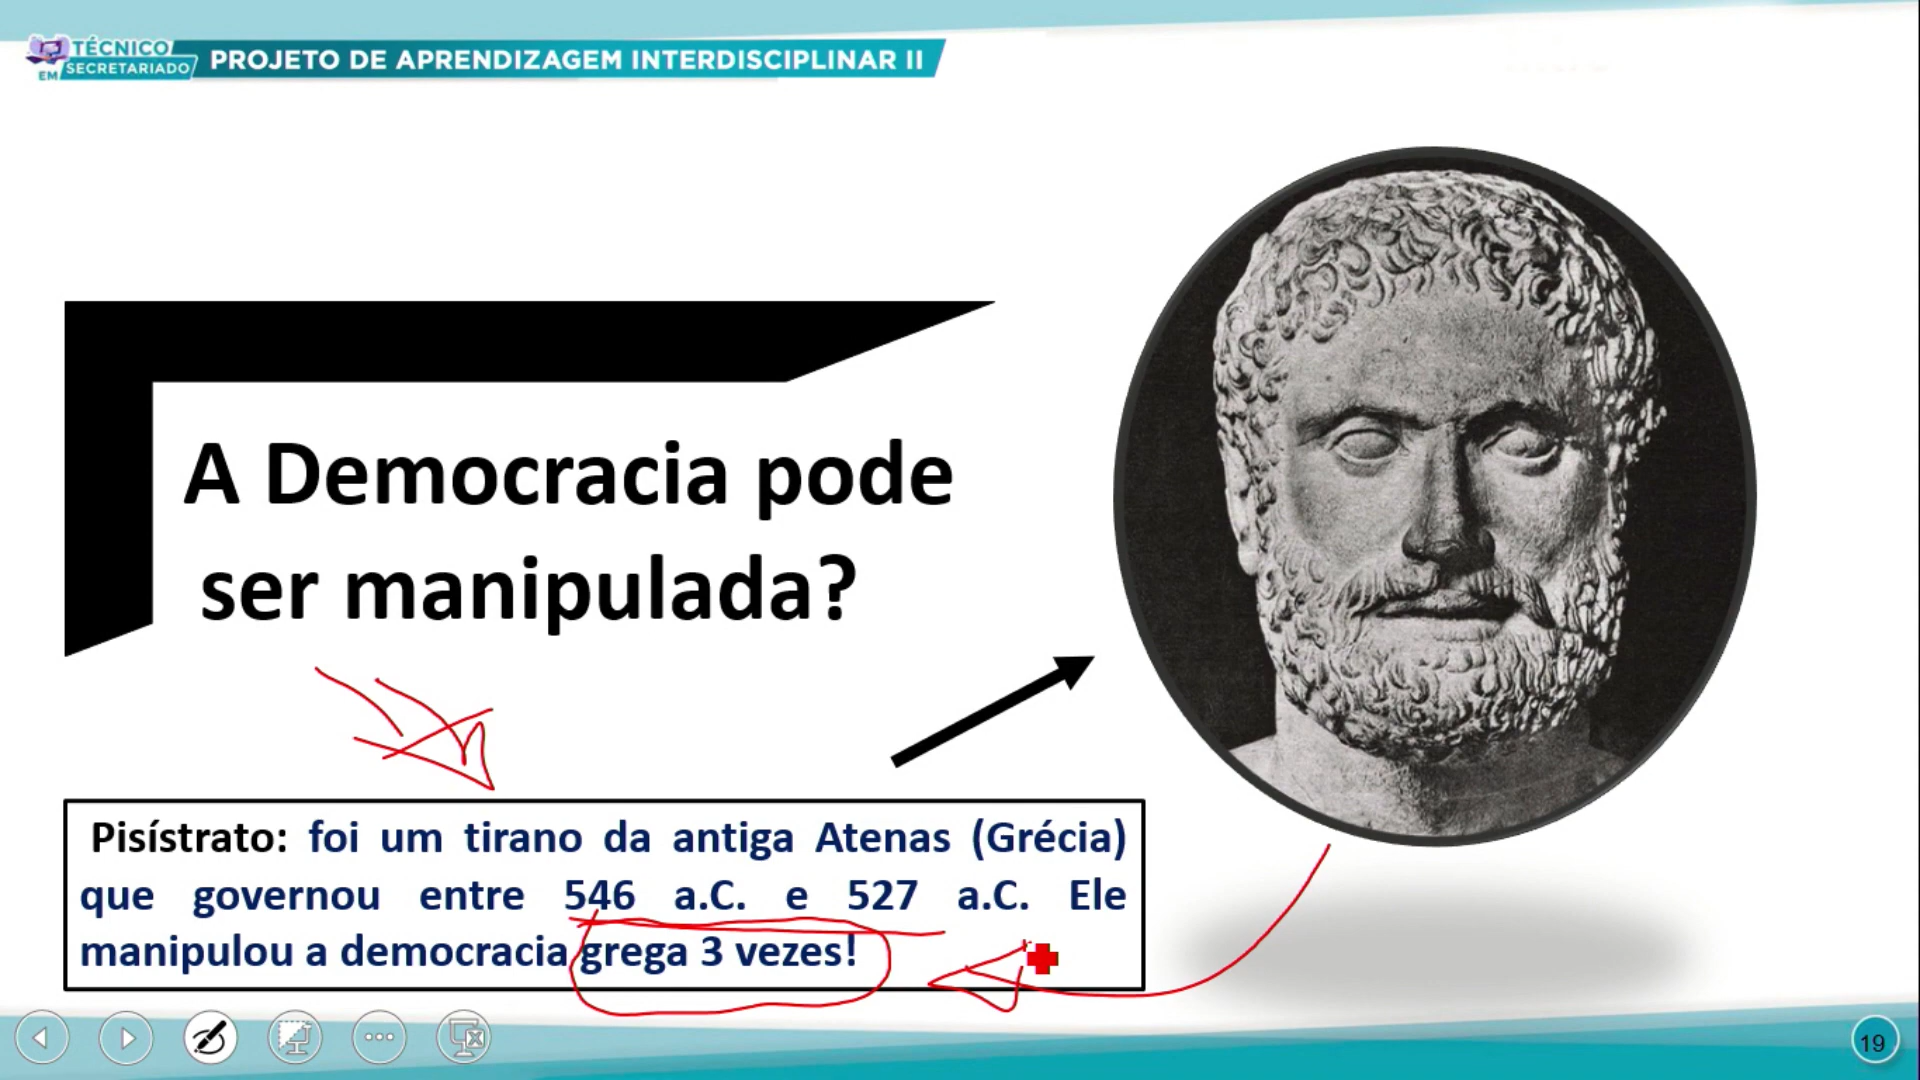 TÉCNICO
EM SECRETARIADO
PROJETO DE APRENDIZAGEM INTERDISCIPLINAR II
A Democracia pode
ser manipulada?
Pisístrato: foi um tirano da antiga Atenas (Grécia)
que governou entre 546 a.C. e 527 a.C. Ele
manipulou a democracia grega 3 vezes!
19